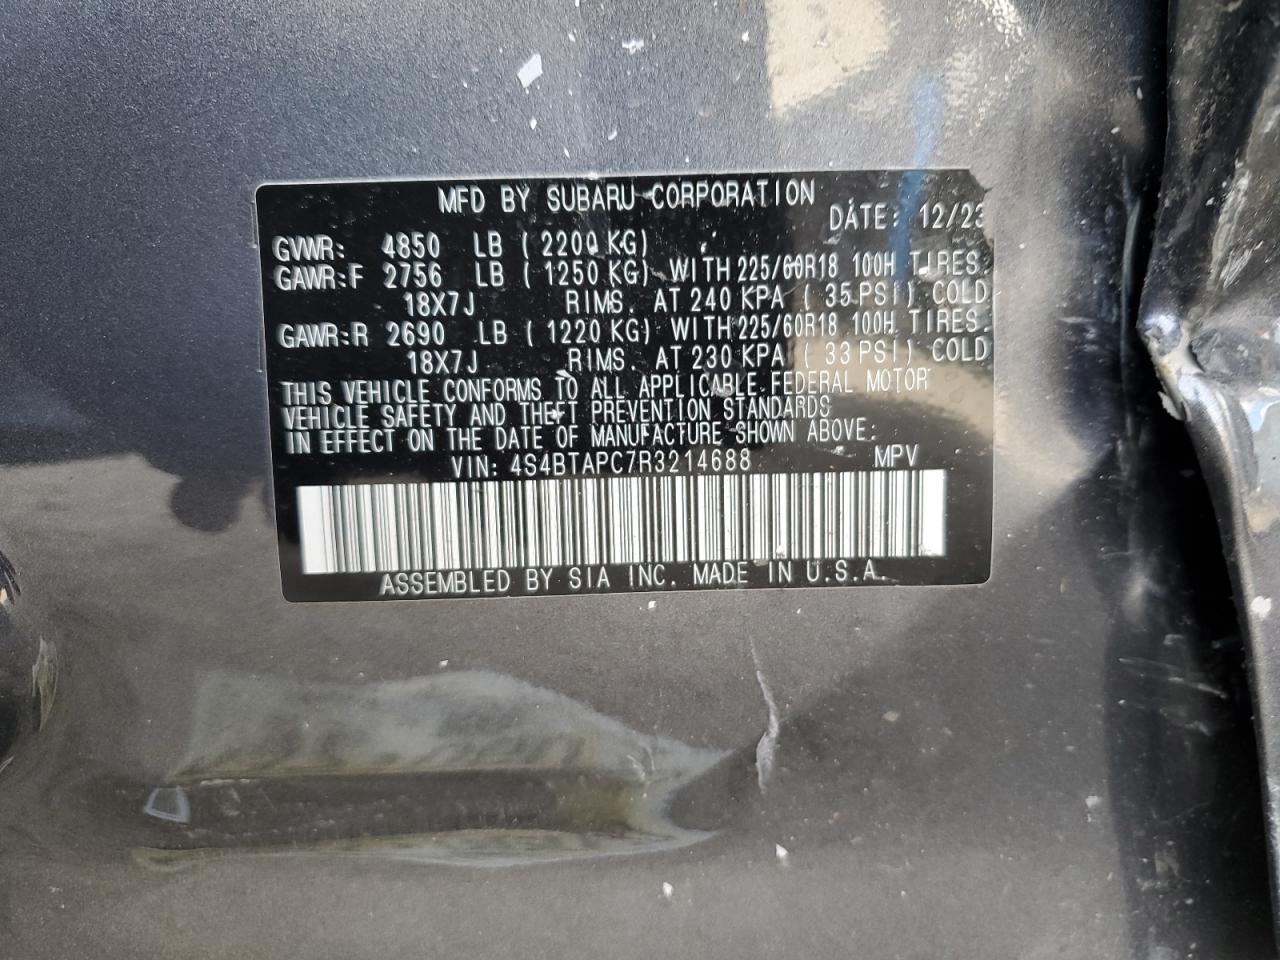 MFD BY SUBARU CORPORATION
DATE: 12/23
GVWR: 4850 LB ( 2200 KG)
GAWR:F 2756 LB ( 1250 KG) WITH 225/60R18 100H TIRES.
18X7J RIMS. AT 240 KPA ( 35 PSI) COLD
GAWR:R 2690 LB ( 1220 KG) WITH 225/60R18 100H TIRES.
18X7J RIMS. AT 230 KPA ( 33 PSI) COLD
THIS VEHICLE CONFORMS TO ALL APPLICABLE FEDERAL MOTOR
VEHICLE SAFETY AND THEFT PREVENTION STANDARDS
IN EFFECT ON THE DATE OF MANUFACTURE SHOWN ABOVE.
VIN: 4S4BTAPC7R3214688 MPV
ASSEMBLED BY SIA INC. MADE IN U.S.A.